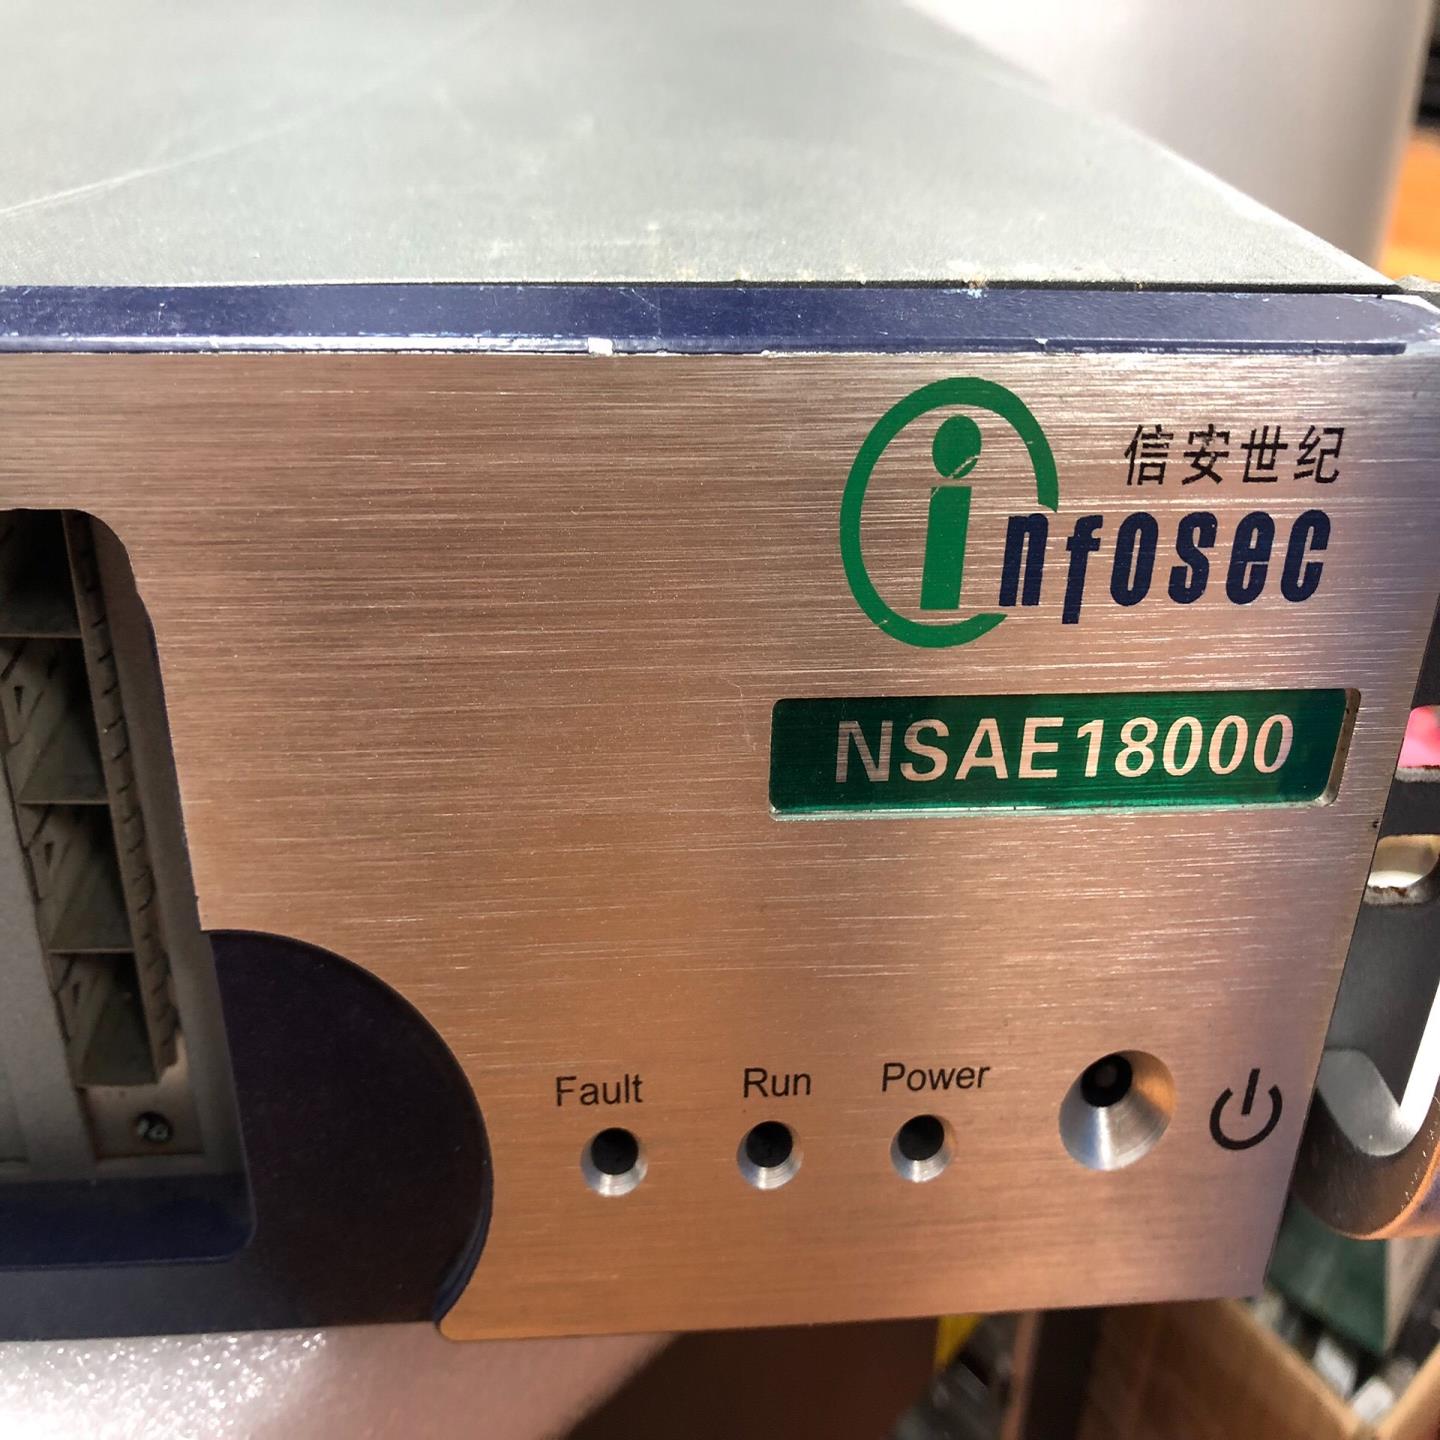 信安世纪
infosec
NSAE18000
Fault Run Power